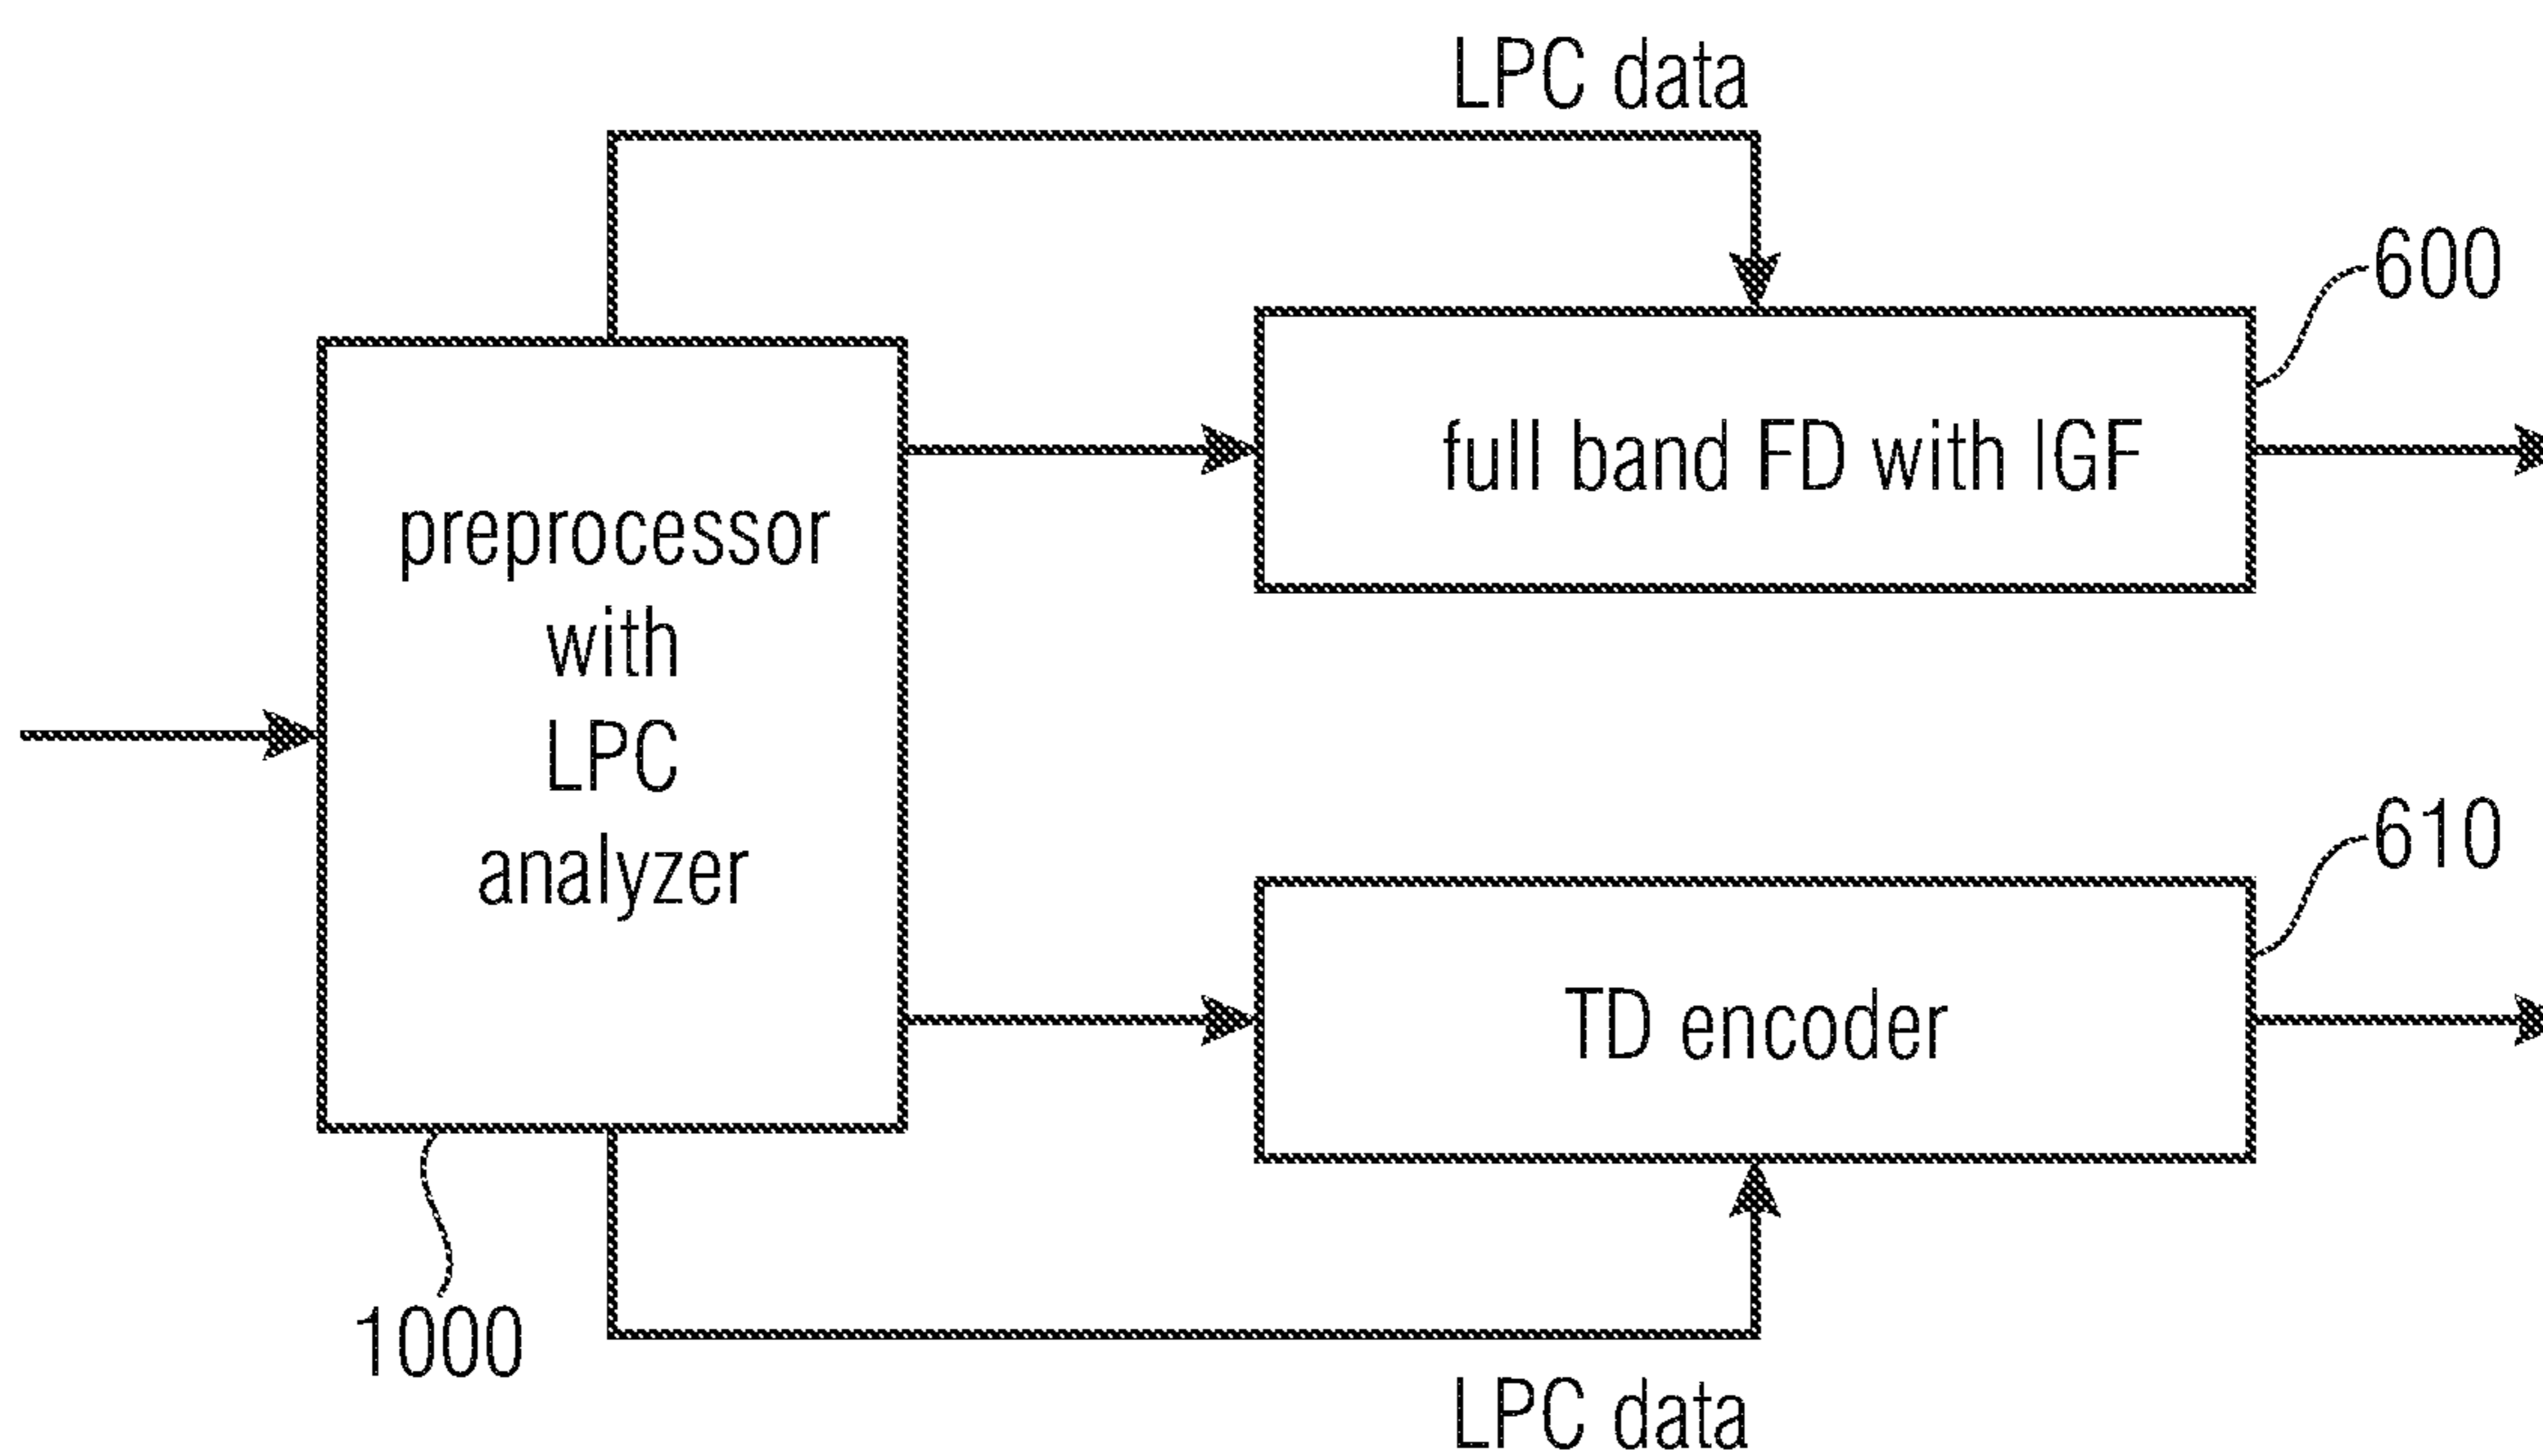 LPC data
600
full band FD with IGF
preprocessor
with
LPC
analyzer
610
TD encoder
1000
LPC data